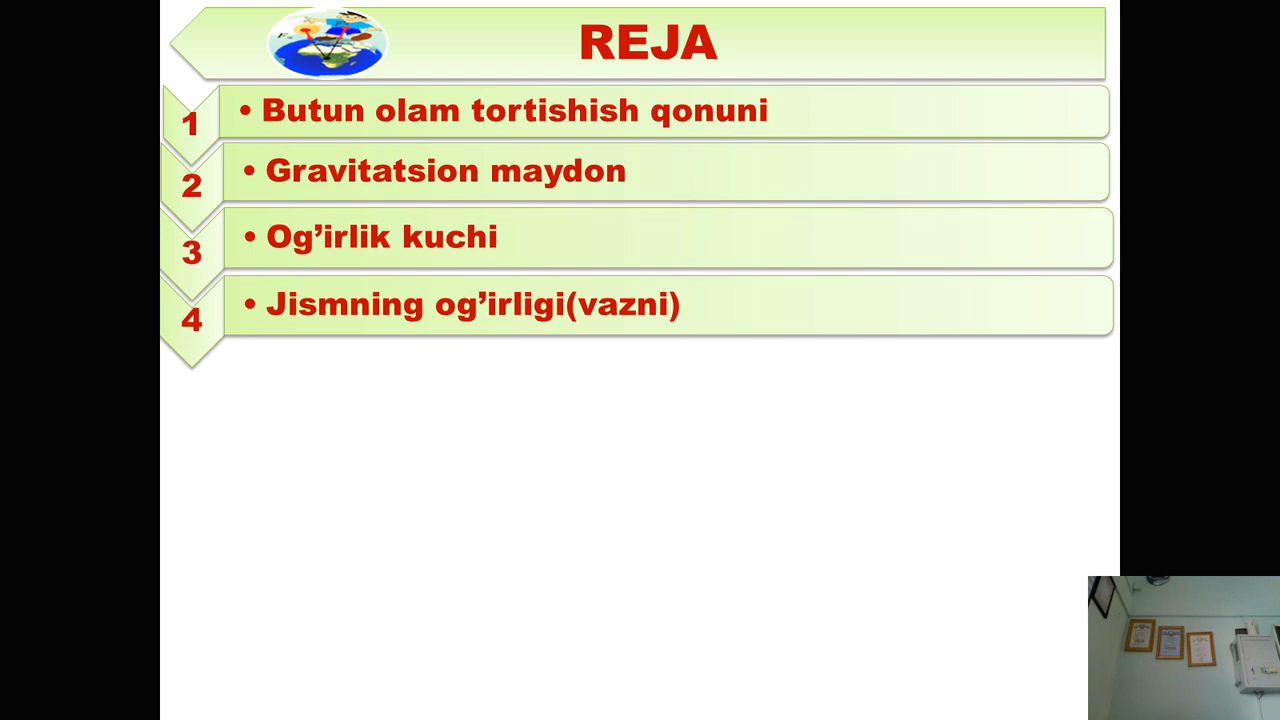 REJA
1
• Butun olam tortishish qonuni
2
• Gravitatsion maydon
3
• Og’irlik kuchi
4
• Jismning og’irligi(vazni)